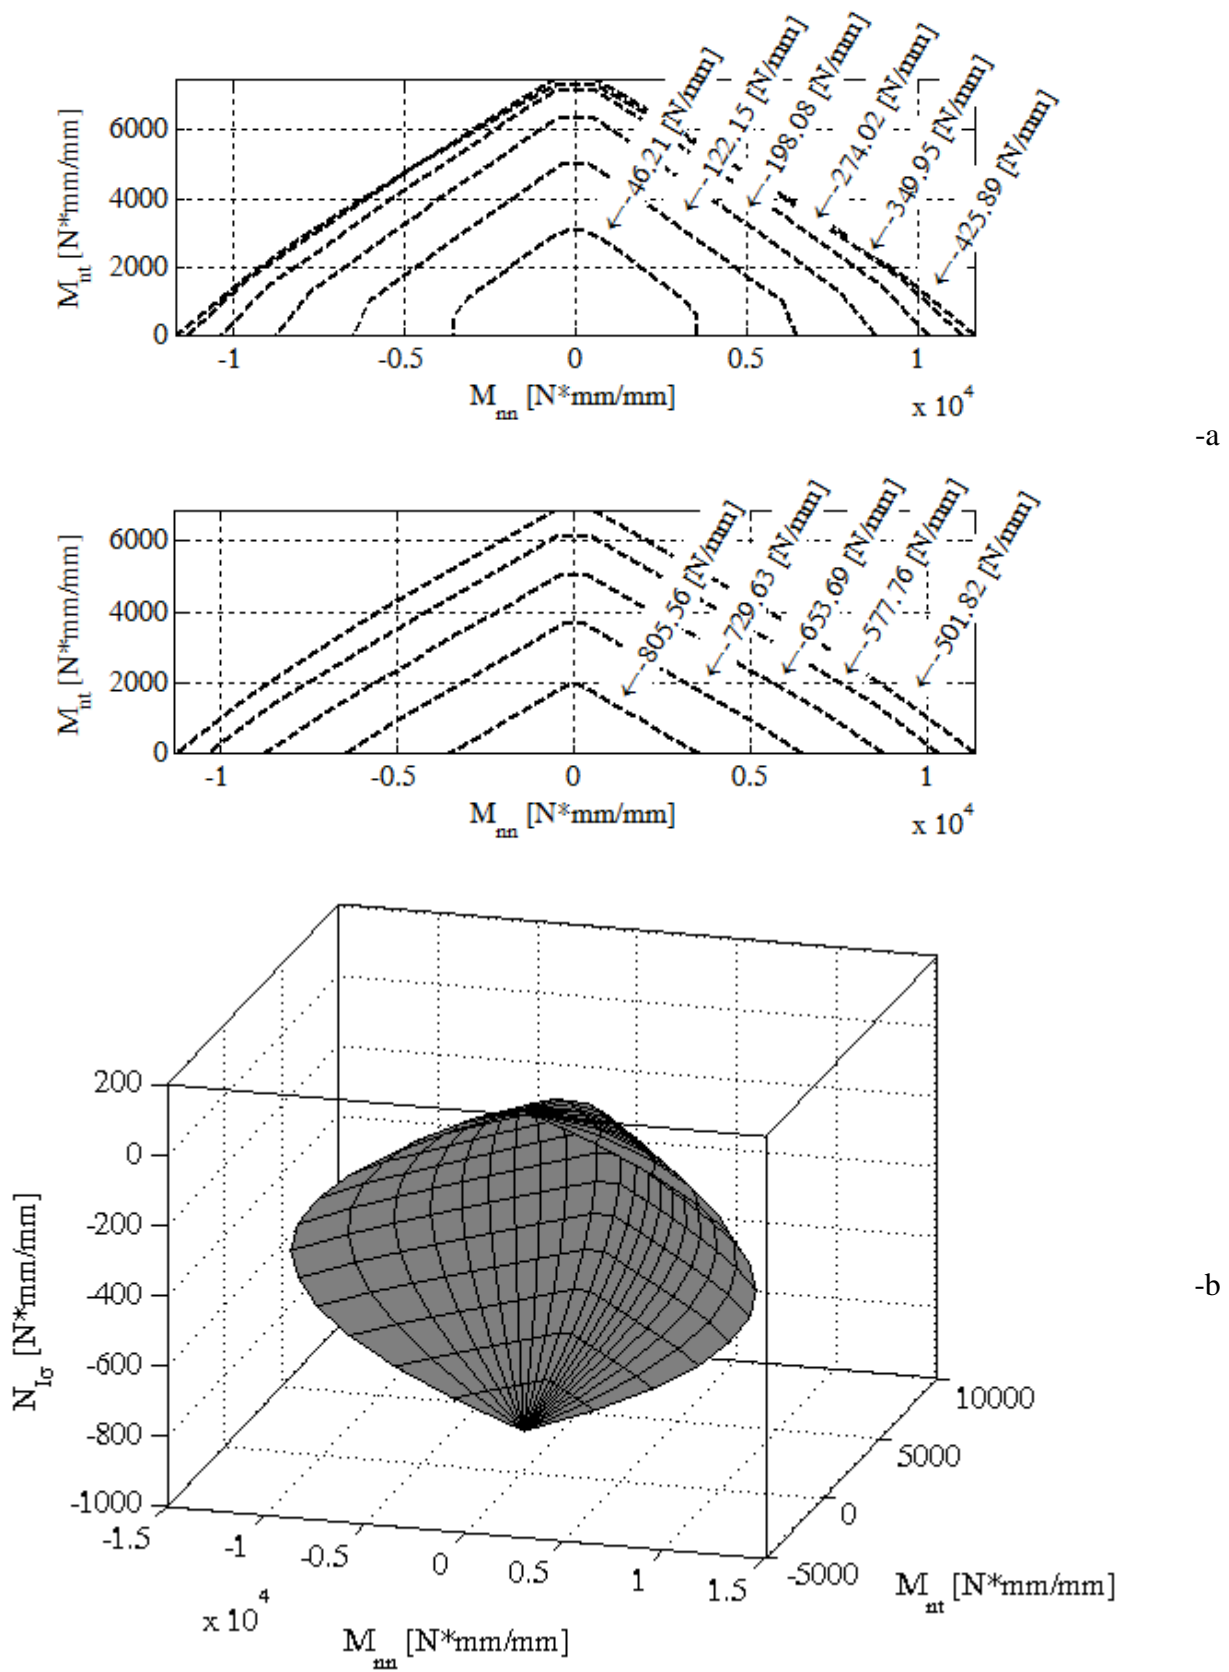 -46.21 [N/mm]
-122.15 [N/mm]
-198.08 [N/mm]
-274.02 [N/mm]
-349.95 [N/mm]
-425.89 [N/mm]
M_nt [N*mm/mm]
6000
4000
2000
0
-1 -0.5 0 0.5 1
M_nn [N*mm/mm]
x 10^4
-a
-805.56 [N/mm]
-729.63 [N/mm]
-653.69 [N/mm]
-577.76 [N/mm]
-501.82 [N/mm]
M_nt [N*mm/mm]
6000
4000
2000
0
-1 -0.5 0 0.5 1
M_nn [N*mm/mm]
x 10^4
N_Iσ [N*mm/mm]
200
0
-200
-400
-600
-800
-1000
-b
-1.5 -1 -0.5 0 0.5 1 1.5
x 10^4
M_nn [N*mm/mm]
10000
5000
0
-5000
M_nt [N*mm/mm]